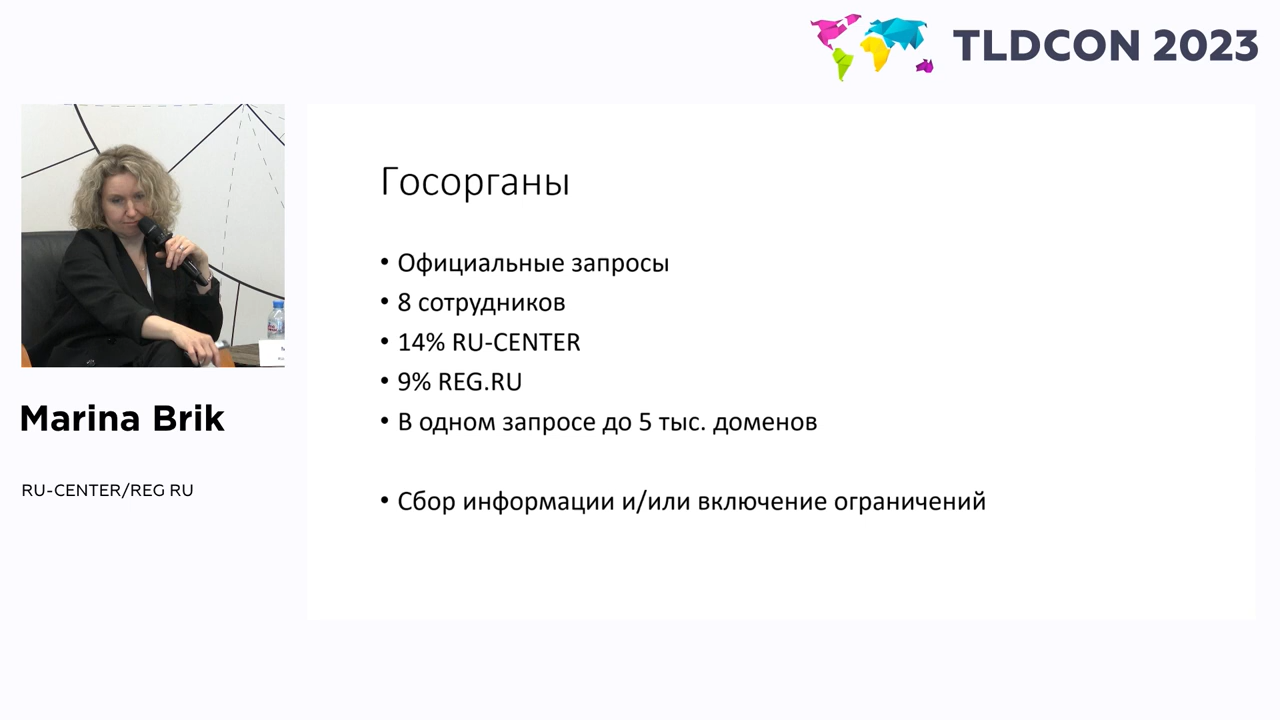 TLDCON 2023
Marina Brik
RU-CENTER/REG RU
Госорганы
• Официальные запросы
• 8 сотрудников
• 14% RU-CENTER
• 9% REG.RU
• В одном запросе до 5 тыс. доменов
• Сбор информации и/или включение ограничений